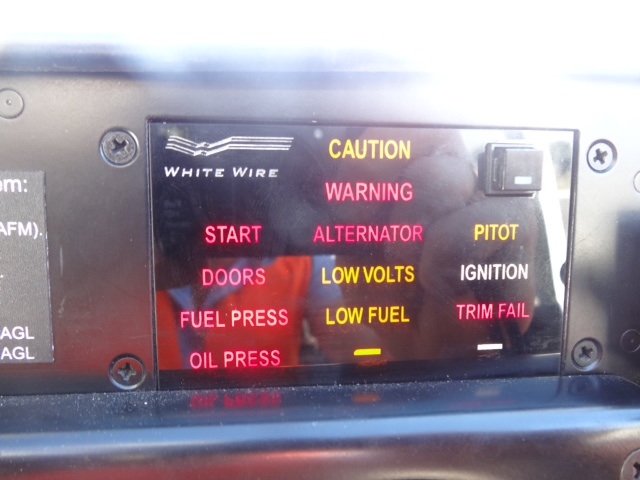 em:
AFM).
AGL
AGL
WHITE WIRE
CAUTION
WARNING
START ALTERNATOR PITOT
DOORS LOW VOLTS IGNITION
FUEL PRESS LOW FUEL TRIM FAIL
OIL PRESS